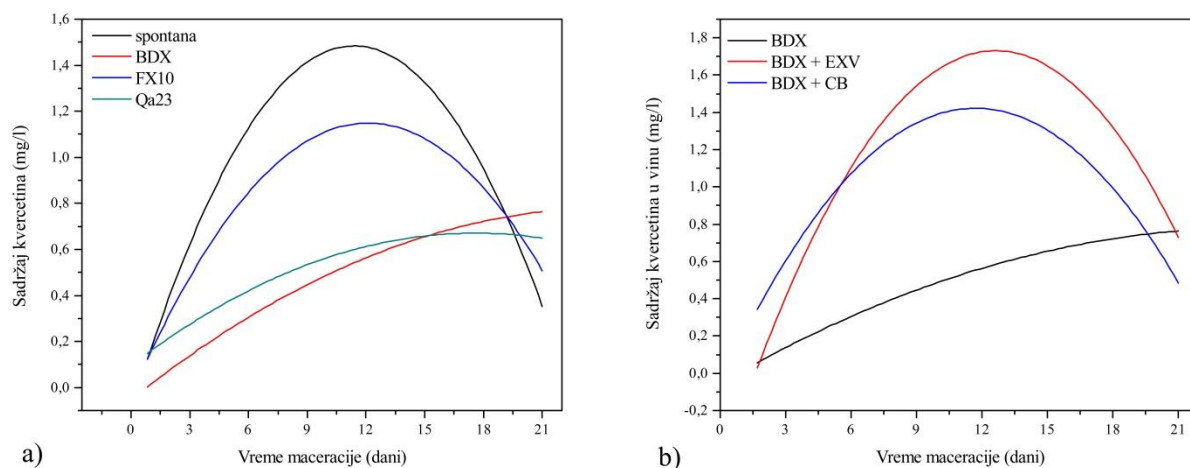 1,6
1,4
1,2
1,0
0,8
0,6
0,4
0,2
0,0
Sadržaj kvercetina (mg/l)
spontana
BDX
FX10
Qa23
0 3 6 9 12 15 18 21
Vreme maceracije (dani)
a)
1,8
1,6
1,4
1,2
1,0
0,8
0,6
0,4
0,2
0,0
-0,2
Sadržaj kvercetina u vinu (mg/l)
BDX
BDX + EXV
BDX + CB
0 3 6 9 12 15 18 21
Vreme maceracije (dani)
b)